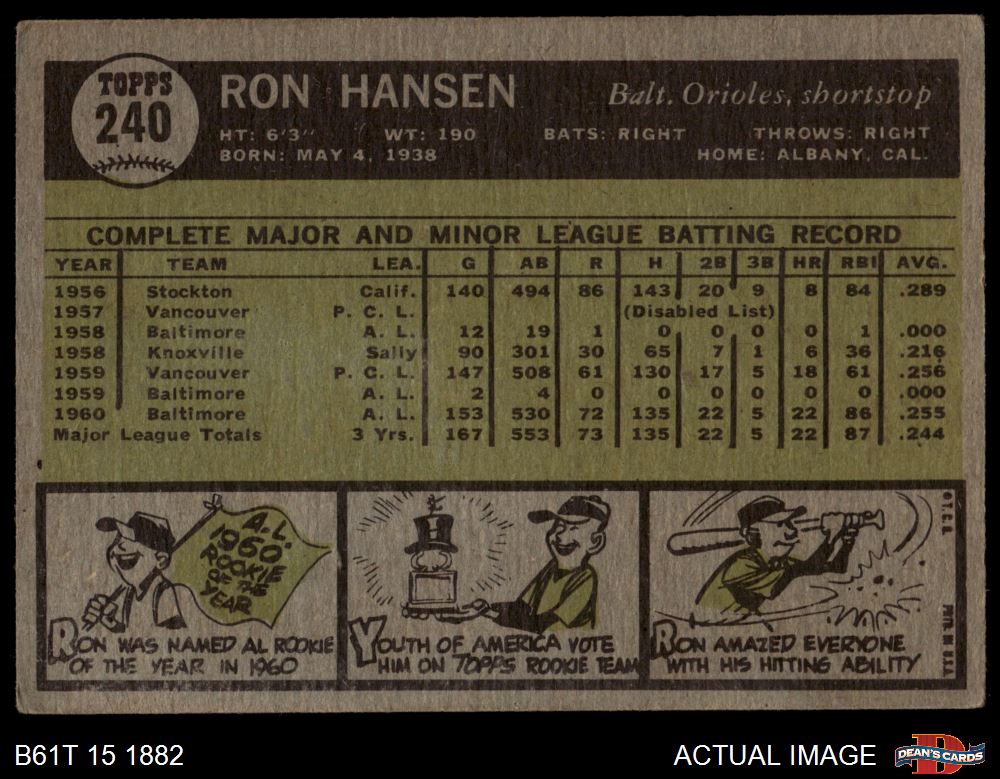 TOPPS
240
RON HANSEN
Balt. Orioles, shortstop
HT: 6'3" WT: 190 BATS: RIGHT THROWS: RIGHT
BORN: MAY 4, 1938 HOME: ALBANY, CAL.
COMPLETE MAJOR AND MINOR LEAGUE BATTING RECORD
YEAR TEAM LEA. G AB R H 2B 3B HR RBI AVG.
1956 Stockton Calif. 140 494 86 143 20 9 8 84 .289
1957 Vancouver P. C. L. (Disabled List)
1958 Baltimore A. L. 12 19 1 0 0 0 0 1 .000
1958 Knoxville Sally 90 301 30 65 7 1 6 36 .216
1959 Vancouver P. C. L. 147 508 61 130 17 5 18 61 .256
1959 Baltimore A. L. 2 4 0 0 0 0 0 0 .000
1960 Baltimore A. L. 153 530 72 135 22 5 22 86 .255
Major League Totals 3 Yrs. 167 553 73 135 22 5 22 87 .244
A.L.
1960
ROOKIE
OF THE
YEAR
RON WAS NAMED AL ROOKIE
OF THE YEAR IN 1960
YOUTH OF AMERICA VOTE
HIM ON TOPPS ROOKIE TEAM
RON AMAZED EVERYONE
WITH HIS HITTING ABILITY
© T.C.G.
PRTD. IN U.S.A.
B61T 15 1882
ACTUAL IMAGE
DEAN'S CARDS